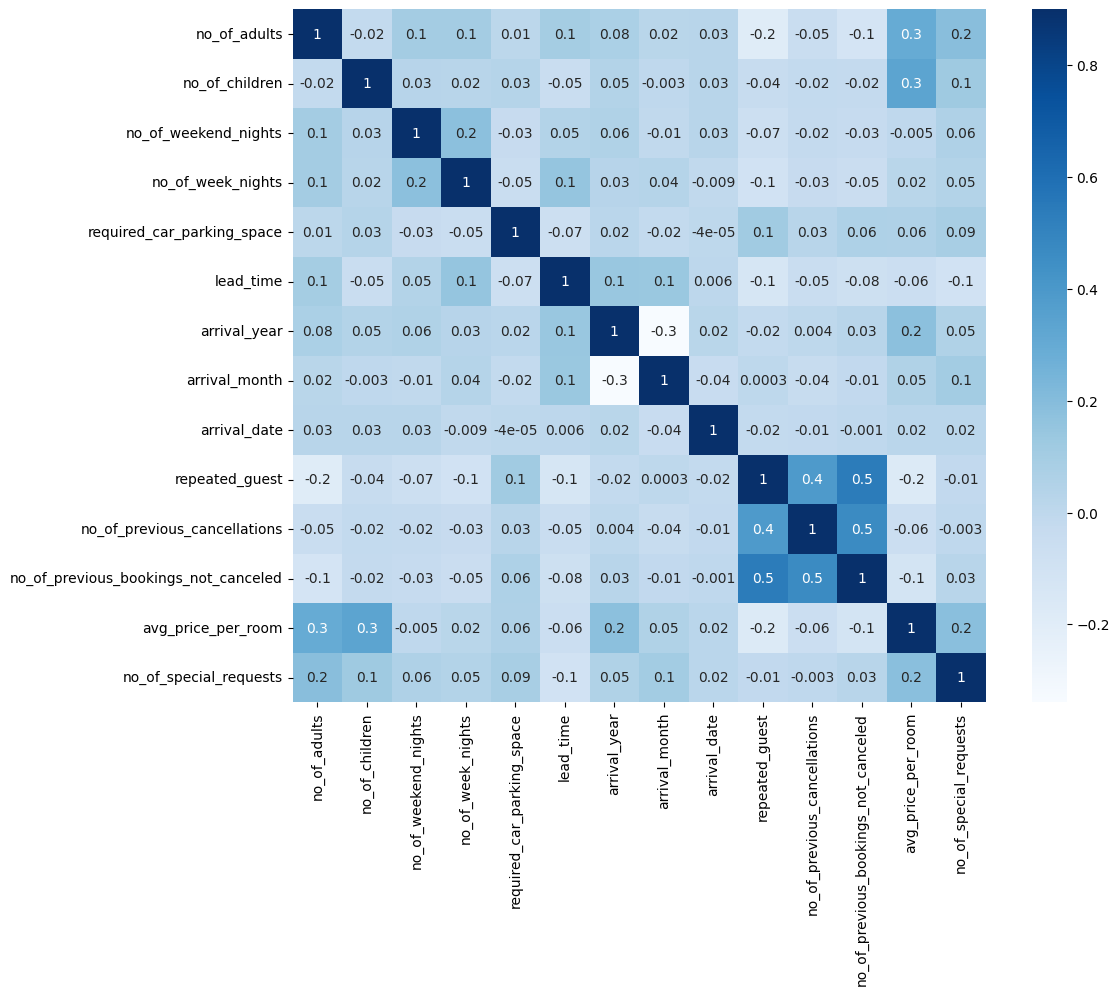 no_of_adults 1 -0.02 0.1 0.1 0.01 0.1 0.08 0.02 0.03 -0.2 -0.05 -0.1 0.3 0.2
no_of_children -0.02 1 0.03 0.02 0.03 -0.05 0.05 -0.003 0.03 -0.04 -0.02 -0.02 0.3 0.1
no_of_weekend_nights 0.1 0.03 1 0.2 -0.03 0.05 0.06 -0.01 0.03 -0.07 -0.02 -0.03 -0.005 0.06
no_of_week_nights 0.1 0.02 0.2 1 -0.05 0.1 0.03 0.04 -0.009 -0.1 -0.03 -0.05 0.02 0.05
required_car_parking_space 0.01 0.03 -0.03 -0.05 1 -0.07 0.02 -0.02 -4e-05 0.1 0.03 0.06 0.06 0.09
lead_time 0.1 -0.05 0.05 0.1 -0.07 1 0.1 0.1 0.006 -0.1 -0.05 -0.08 -0.06 -0.1
arrival_year 0.08 0.05 0.06 0.03 0.02 0.1 1 -0.3 0.02 -0.02 0.004 0.03 0.2 0.05
arrival_month 0.02 -0.003 -0.01 0.04 -0.02 0.1 -0.3 1 -0.04 0.0003 -0.04 -0.01 0.05 0.1
arrival_date 0.03 0.03 0.03 -0.009 -4e-05 0.006 0.02 -0.04 1 -0.02 -0.01 -0.001 0.02 0.02
repeated_guest -0.2 -0.04 -0.07 -0.1 0.1 -0.1 -0.02 0.0003 -0.02 1 0.4 0.5 -0.2 -0.01
no_of_previous_cancellations -0.05 -0.02 -0.02 -0.03 0.03 -0.05 0.004 -0.04 -0.01 0.4 1 0.5 -0.06 -0.003
no_of_previous_bookings_not_canceled -0.1 -0.02 -0.03 -0.05 0.06 -0.08 0.03 -0.01 -0.001 0.5 0.5 1 -0.1 0.03
avg_price_per_room 0.3 0.3 -0.005 0.02 0.06 -0.06 0.2 0.05 0.02 -0.2 -0.06 -0.1 1 0.2
no_of_special_requests 0.2 0.1 0.06 0.05 0.09 -0.1 0.05 0.1 0.02 -0.01 -0.003 0.03 0.2 1
no_of_adults
no_of_children
no_of_weekend_nights
no_of_week_nights
required_car_parking_space
lead_time
arrival_year
arrival_month
arrival_date
repeated_guest
no_of_previous_cancellations
no_of_previous_bookings_not_canceled
avg_price_per_room
no_of_special_requests
0.8
0.6
0.4
0.2
0.0
−0.2